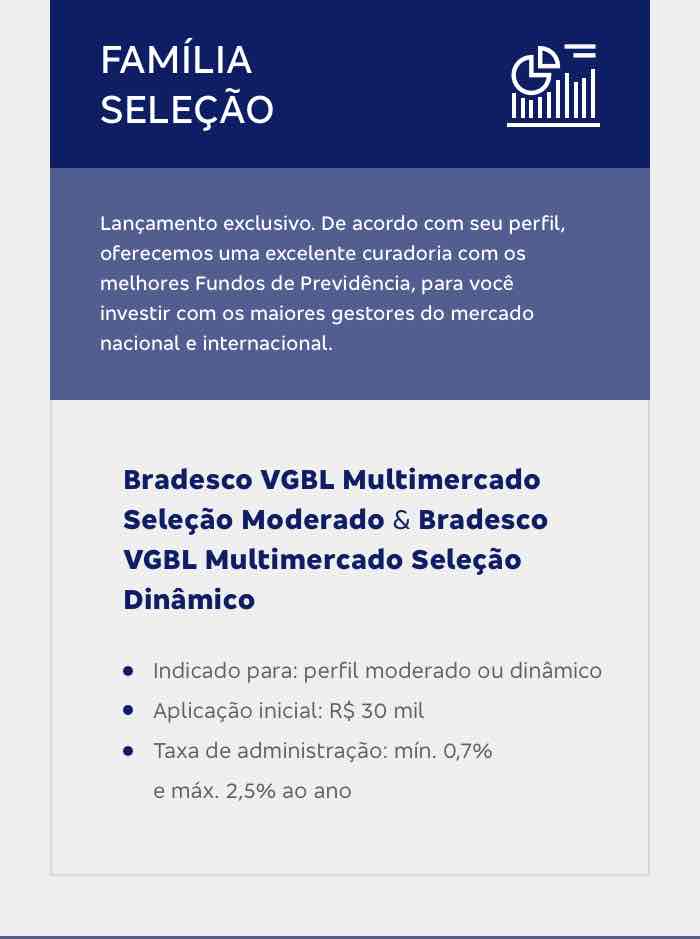 FAMÍLIA
SELEÇÃO
Lançamento exclusivo. De acordo com seu perfil,
oferecemos uma excelente curadoria com os
melhores Fundos de Previdência, para você
investir com os maiores gestores do mercado
nacional e internacional.
Bradesco VGBL Multimercado
Seleção Moderado & Bradesco
VGBL Multimercado Seleção
Dinâmico
• Indicado para: perfil moderado ou dinâmico
• Aplicação inicial: R$ 30 mil
• Taxa de administração: mín. 0,7%
e máx. 2,5% ao ano